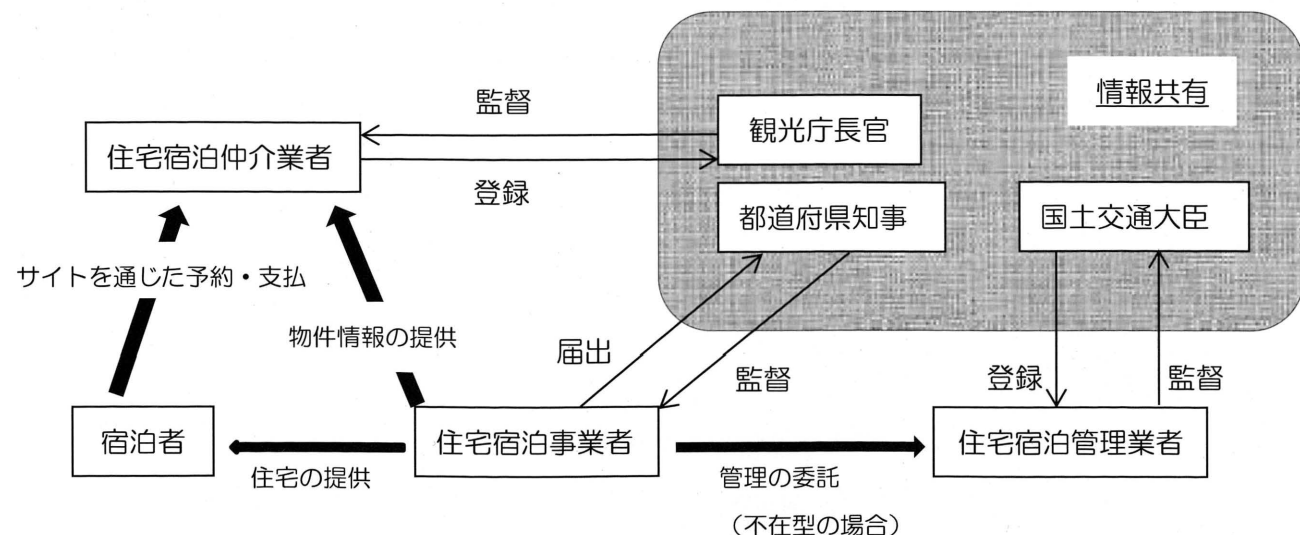 情報共有
監督
観光庁長官
住宅宿泊仲介業者
登録
都道府県知事
国土交通大臣
サイトを通じた予約・支払
物件情報の提供
届出
監督
登録
監督
宿泊者
住宅宿泊事業者
住宅宿泊管理業者
住宅の提供
管理の委託
（不在型の場合）